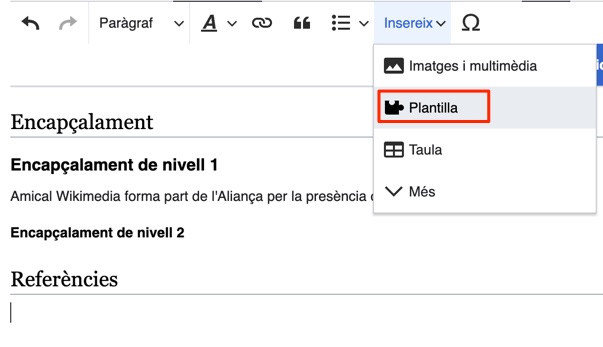 Paràgraf
A
Insereix
Ω
Imatges i multimèdia
Plantilla
Taula
Més
Encapçalament
Encapçalament de nivell 1
Amical Wikimedia forma part de l'Aliança per la presència
Encapçalament de nivell 2
Referències